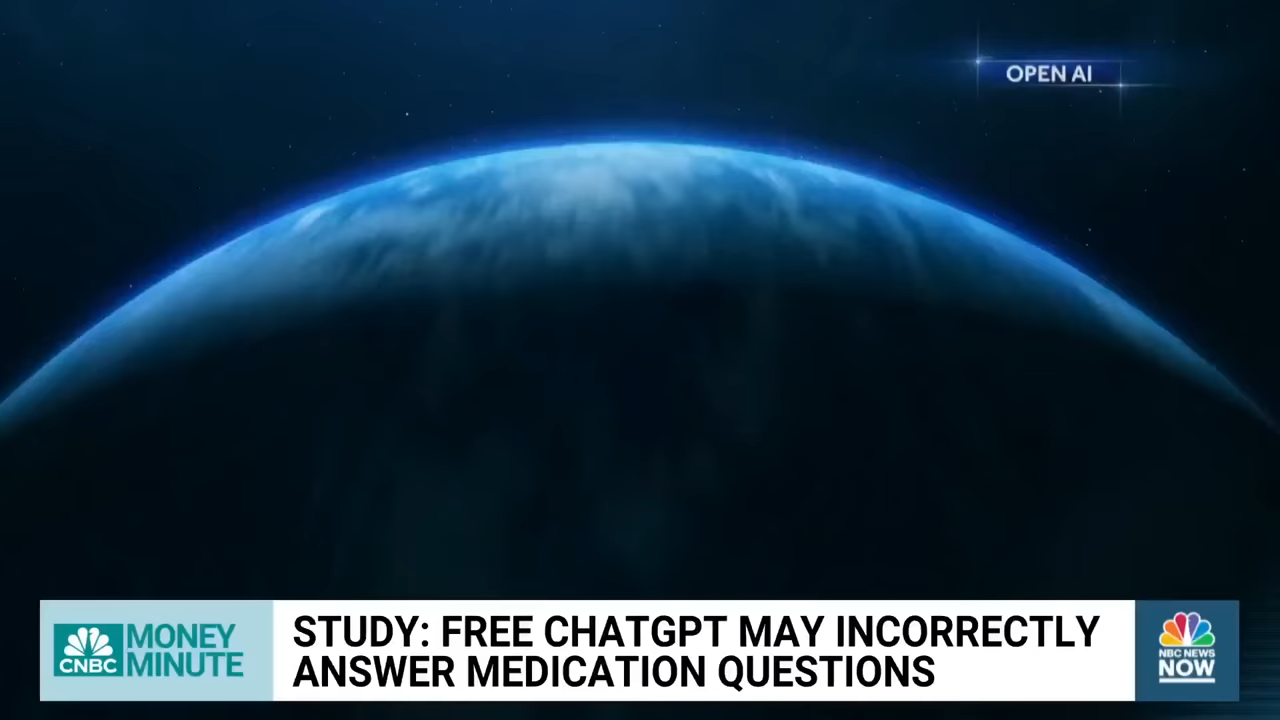 OPEN AI
CNBC
MONEY
MINUTE
STUDY: FREE CHATGPT MAY INCORRECTLY
ANSWER MEDICATION QUESTIONS
NBC NEWS
NOW